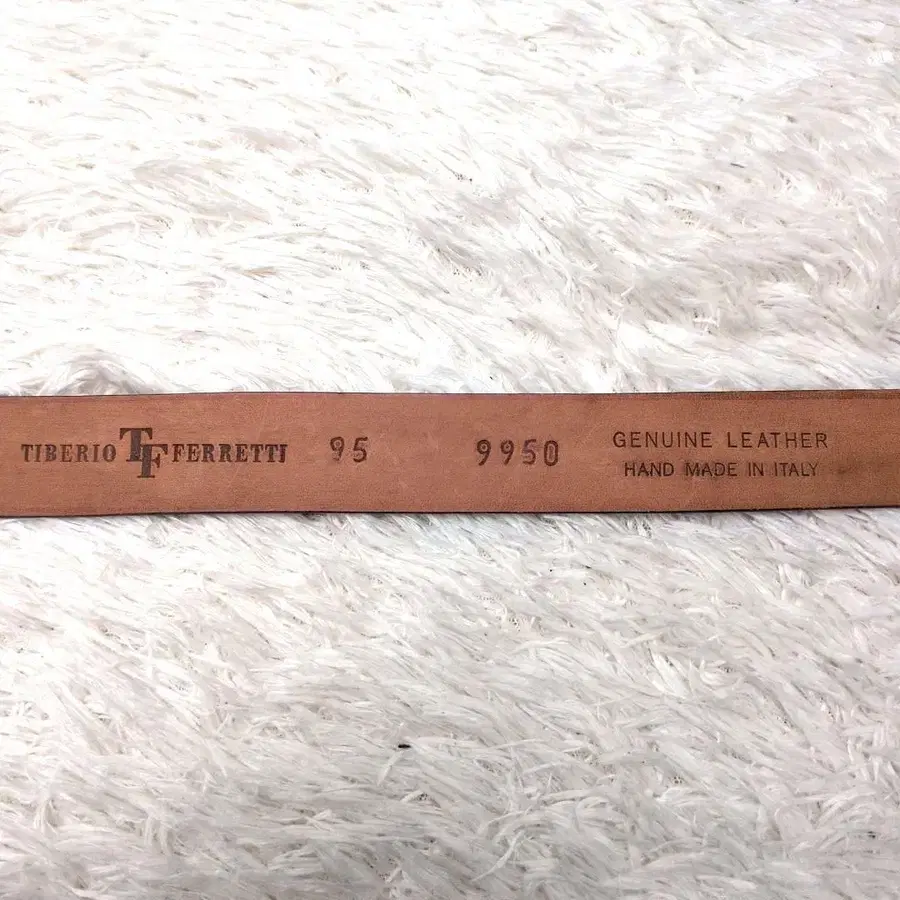 TIBERIO TF FERRETTI 95 9950 GENUINE LEATHER
HAND MADE IN ITALY